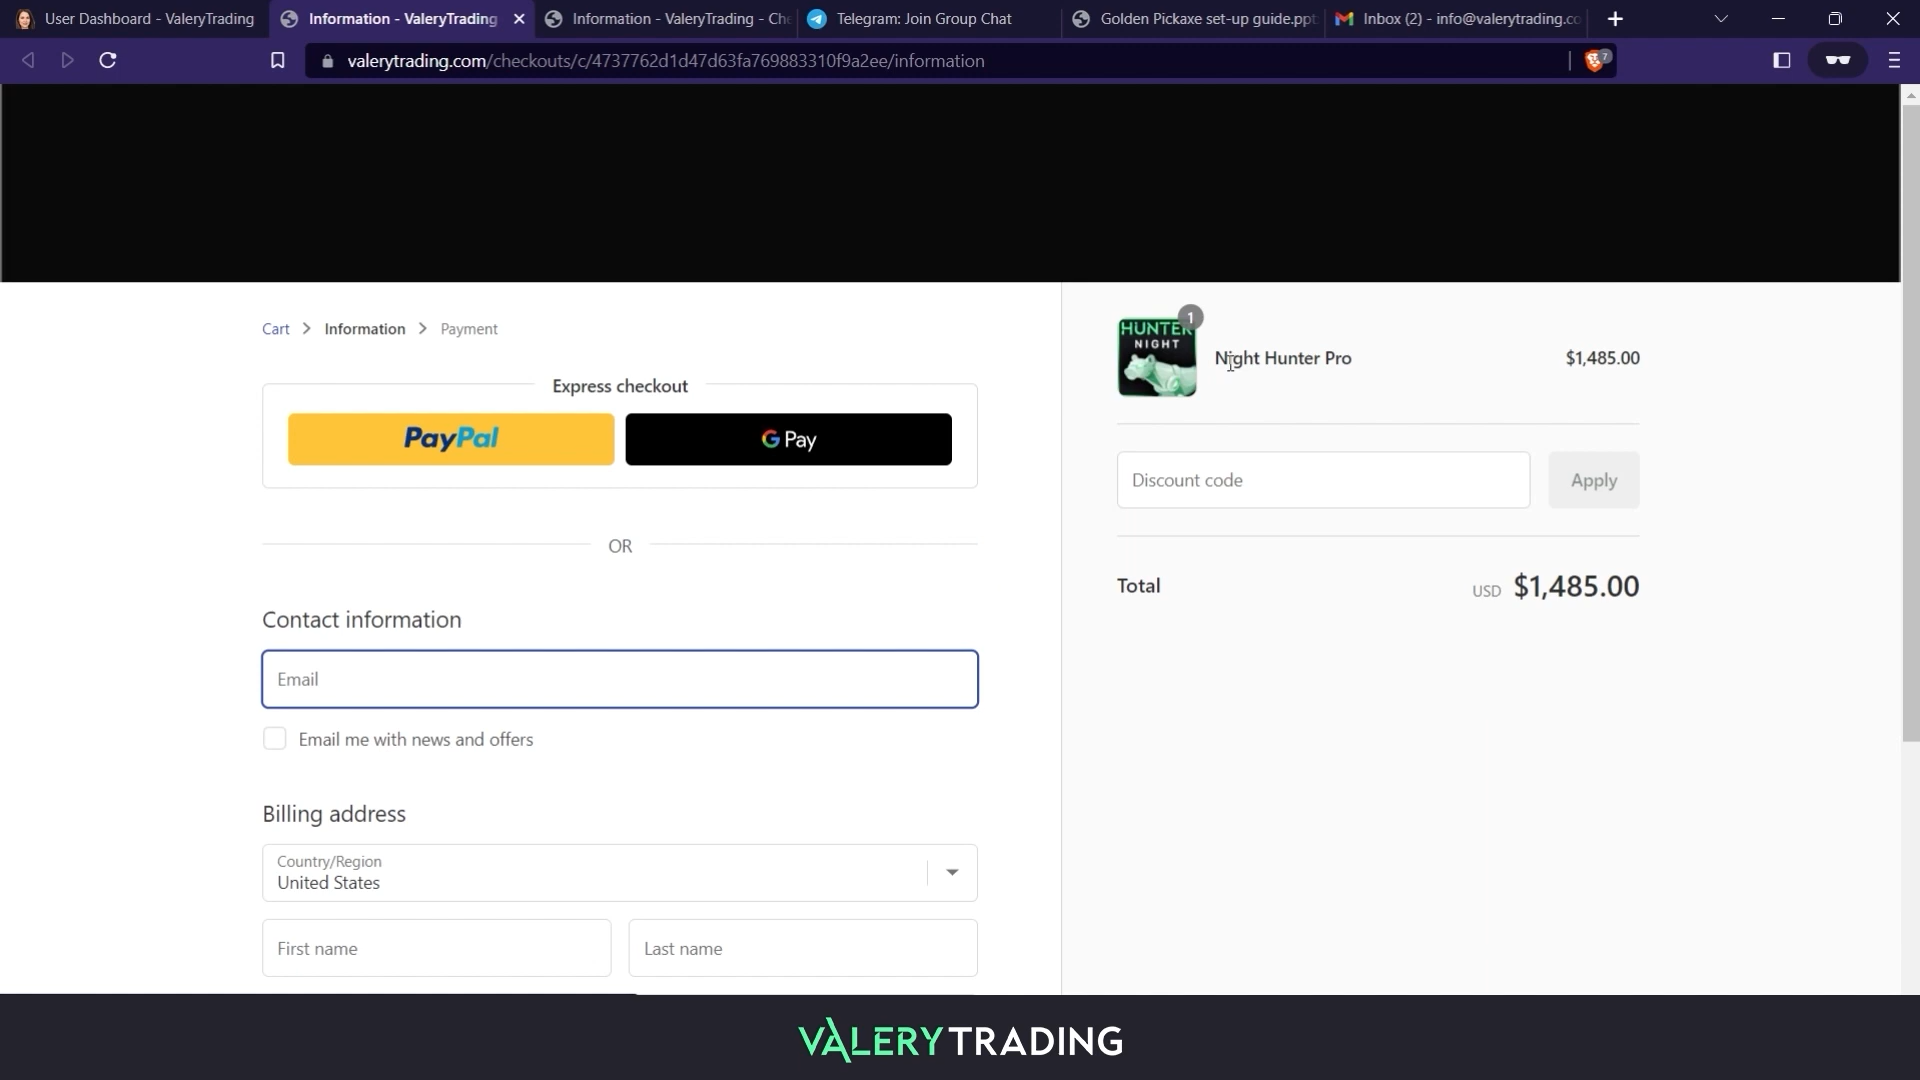 User Dashboard - ValeryTrading
Information - ValeryTrading
Information - ValeryTrading - Che
Telegram: Join Group Chat
Golden Pickaxe set-up guide.ppt
Inbox (2) - info@valerytrading.co
valerytrading.com/checkouts/c/4737762d1d47d63fa769883310f9a2ee/information
7
Cart > Information > Payment
Express checkout
PayPal
G Pay
OR
Contact information
Email
Email me with news and offers
Billing address
Country/Region
United States
First name
Last name
HUNTER
NIGHT
1
Night Hunter Pro
$1,485.00
Discount code
Apply
Total
USD $1,485.00
VALERYTRADING